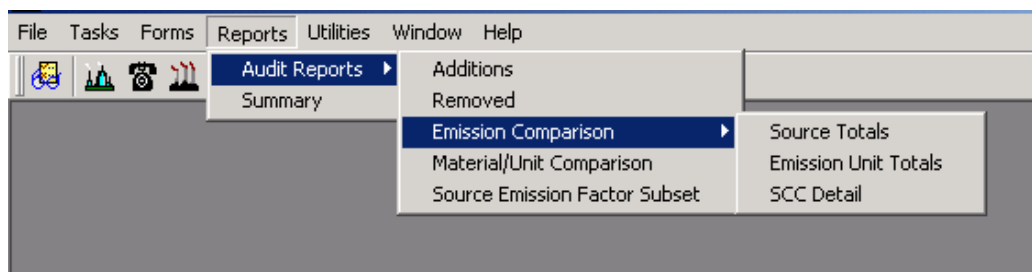 File Tasks Forms Reports Utilities Window Help
Audit Reports
Summary
Additions
Removed
Emission Comparison
Material/Unit Comparison
Source Emission Factor Subset
Source Totals
Emission Unit Totals
SCC Detail